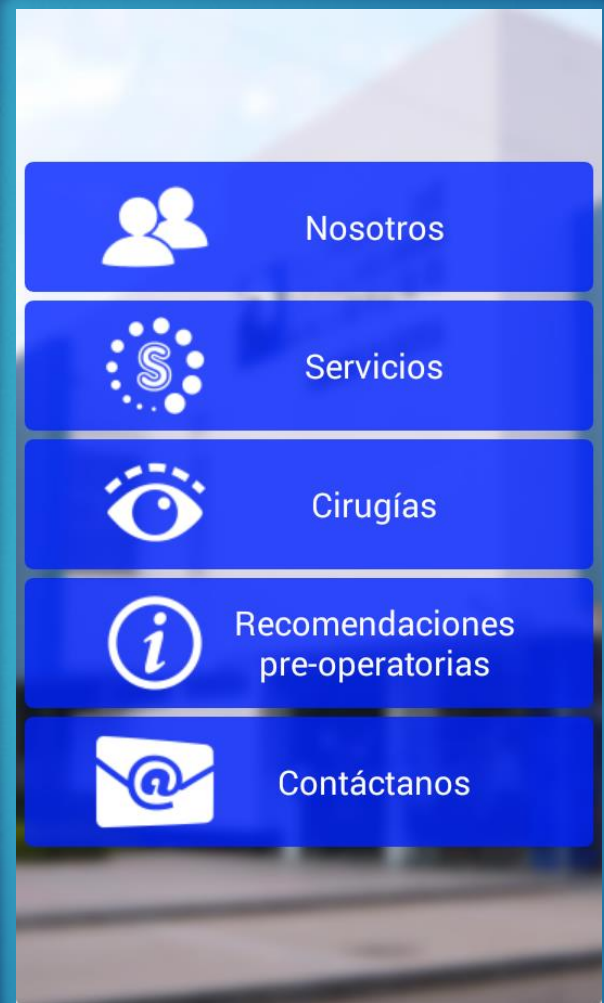 Nosotros
S
Servicios
Cirugías
i
Recomendaciones
pre-operatorias
@
Contáctanos